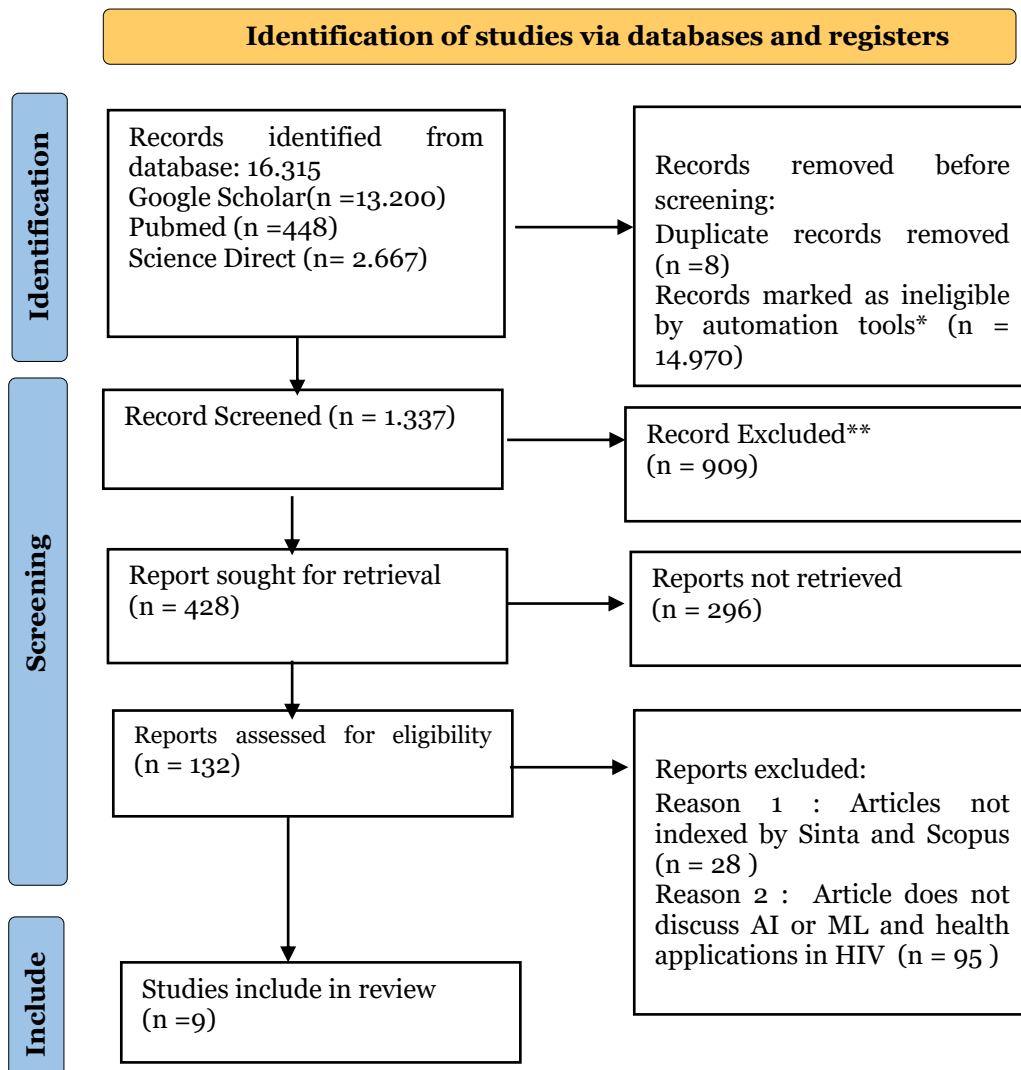 Identification of studies via databases and registers
Identification
Records identified from
database: 16.315
Google Scholar(n =13.200)
Pubmed (n =448)
Science Direct (n= 2.667)
Records removed before
screening:
Duplicate records removed
(n =8)
Records marked as ineligible
by automation tools* (n =
14.970)
Screening
Record Screened (n = 1.337)
Record Excluded**
(n = 909)
Report sought for retrieval
(n = 428)
Reports not retrieved
(n = 296)
Reports assessed for eligibility
(n = 132)
Reports excluded:
Reason 1 : Articles not
indexed by Sinta and Scopus
(n = 28 )
Reason 2 : Article does not
discuss AI or ML and health
applications in HIV (n = 95 )
Include
Studies include in review
(n =9)